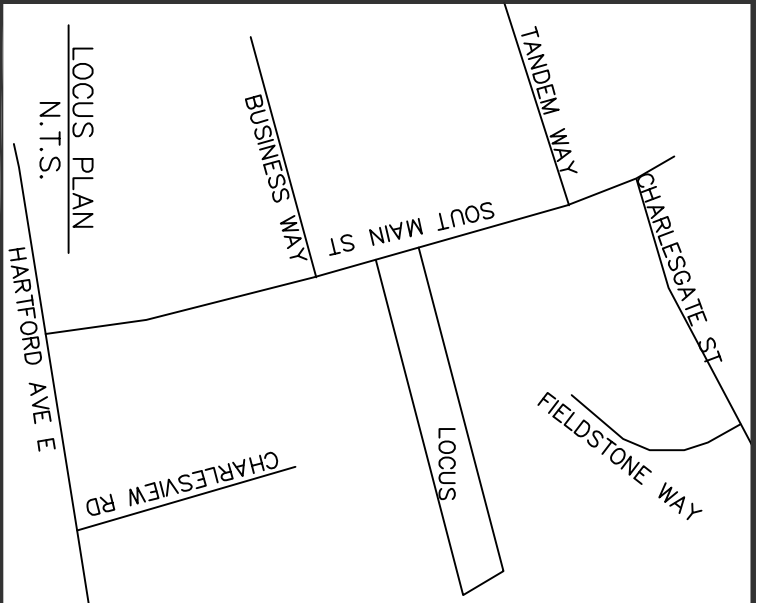 LOCUS PLAN
N.T.S.
BUSINESS WAY
TANDEM WAY
SOUT MAIN ST
CHARLESGATE ST
HARTFORD AVE E
CHARLESVIEW RD
LOCUS
FIELDSTONE WAY